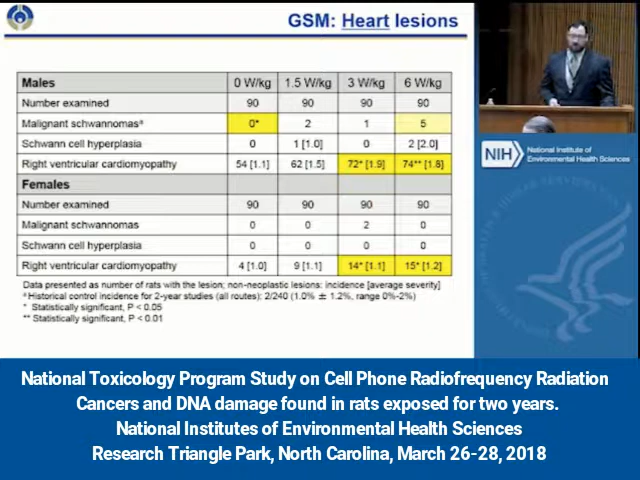 GSM: Heart lesions
Males 0 W/kg 1.5 W/kg 3 W/kg 6 W/kg
Number examined 90 90 90 90
Malignant schwannomasᵃ 0* 2 1 5
Schwann cell hyperplasia 0 1 [1.0] 0 2 [2.0]
Right ventricular cardiomyopathy 54 [1.1] 62 [1.5] 72* [1.9] 74** [1.8]
Females
Number examined 90 90 90 90
Malignant schwannomas 0 0 2 0
Schwann cell hyperplasia 0 0 0 0
Right ventricular cardiomyopathy 4 [1.0] 9 [1.1] 14* [1.1] 15* [1.2]
Data presented as number of rats with the lesion; non-neoplastic lesions: incidence [average severity]
ᵃ Historical control incidence for 2-year studies (all routes): 2/240 (1.0% ± 1.2%, range 0%-2%)
* Statistically significant, P < 0.05
** Statistically significant, P < 0.01
NIH National Institute of
Environmental Health Sciences
National Toxicology Program Study on Cell Phone Radiofrequency Radiation
Cancers and DNA damage found in rats exposed for two years.
National Institutes of Environmental Health Sciences
Research Triangle Park, North Carolina, March 26-28, 2018